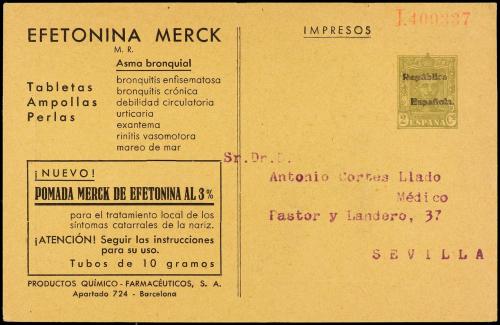 EFETONINA MERCK
M. R.
Asma bronquial
bronquitis enfisematosa
bronquitis crónica
debilidad circulatoria
urticaria
exantema
rinitis vasomotora
mareo de mar
Tabletas
Ampollas
Perlas
¡NUEVO!
POMADA MERCK DE EFETONINA AL 3%
para el tratamiento local de los
síntomas catarrales de la nariz.
¡ATENCIÓN! Seguir las instrucciones
para su uso.
Tubos de 10 gramos
PRODUCTOS QUÍMICO-FARMACÉUTICOS, S. A.
Apartado 724 - Barcelona
IMPRESOS
I.400337
República
Española.
2 ESPAÑA Cs
Sr.Dr.D.
Antonio Cortes Llado
Médico
Pastor y Landero, 37
SEVILLA